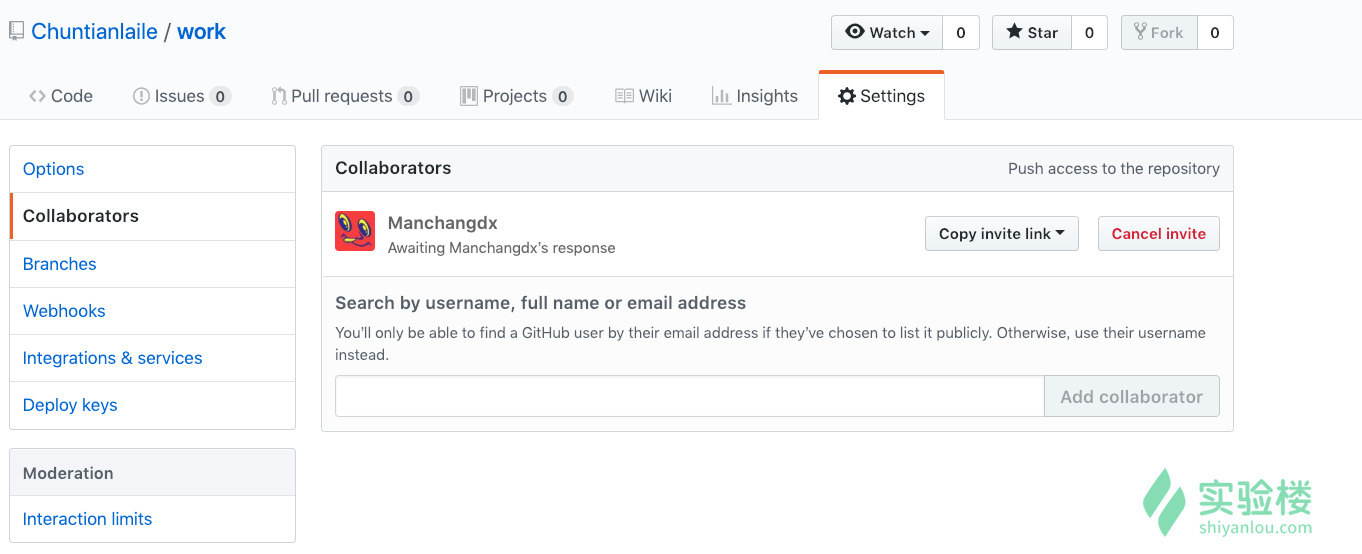 Chuntianlaile / work
Watch 0 Star 0 Fork 0
Code Issues 0 Pull requests 0 Projects 0 Wiki Insights Settings
Options
Collaborators
Branches
Webhooks
Integrations & services
Deploy keys
Moderation
Interaction limits
Collaborators Push access to the repository
Manchangdx
Awaiting Manchangdx's response
Copy invite link Cancel invite
Search by username, full name or email address
You'll only be able to find a GitHub user by their email address if they've chosen to list it publicly. Otherwise, use their username
instead.
Add collaborator
实验楼
shiyanlou.com